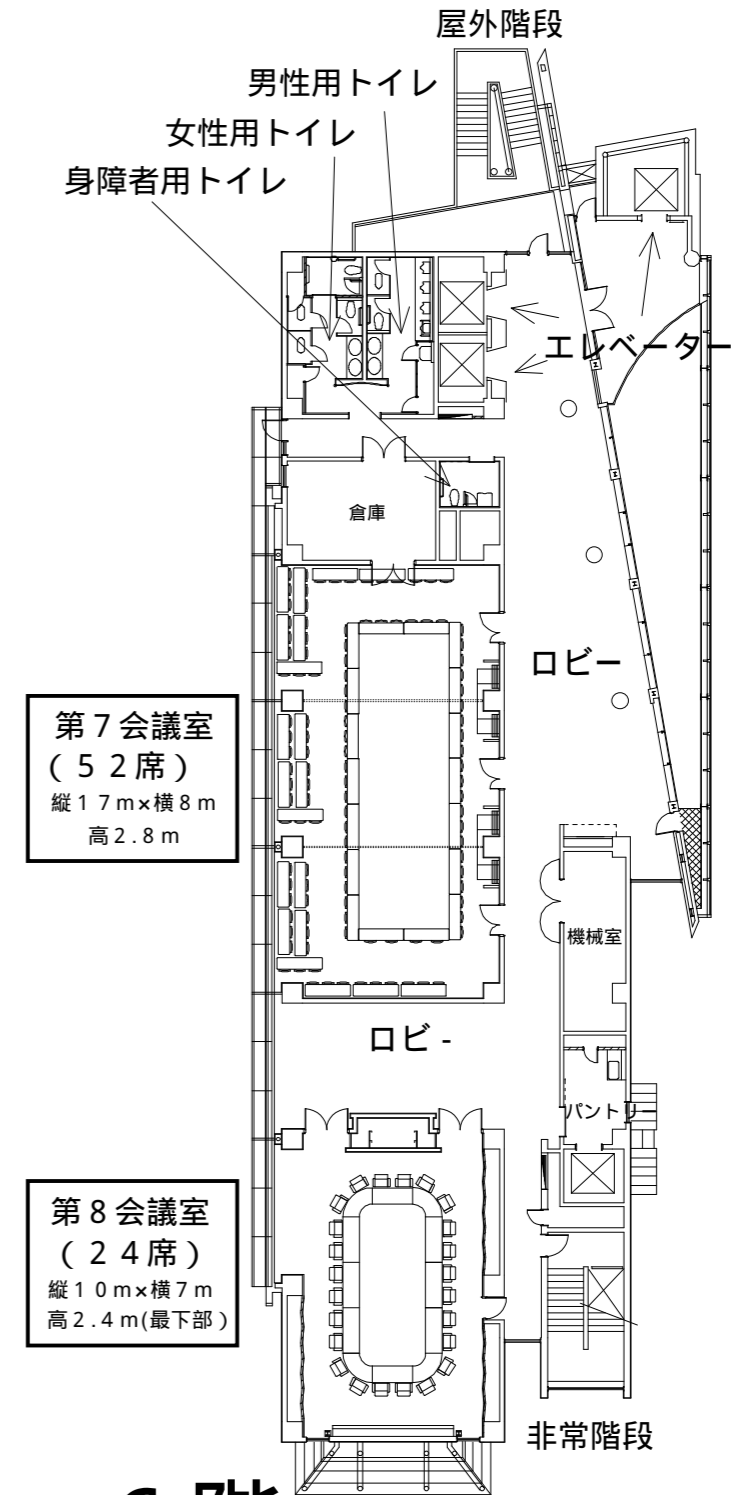 屋外階段
男性用トイレ
女性用トイレ
身障者用トイレ
エレベーター
倉庫
ロビー
第７会議室
（５２席）
縦１７ｍ×横８ｍ
高２.８ｍ
機械室
ロビ-
パントリー
第８会議室
（２４席）
縦１０ｍ×横７ｍ
高２.４ｍ(最下部)
非常階段